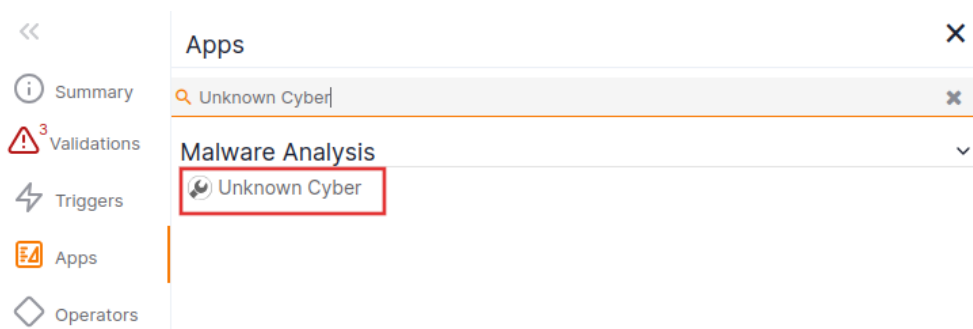 Apps
Unknown Cyber
Malware Analysis
Unknown Cyber
Summary
3
Validations
Triggers
Apps
Operators